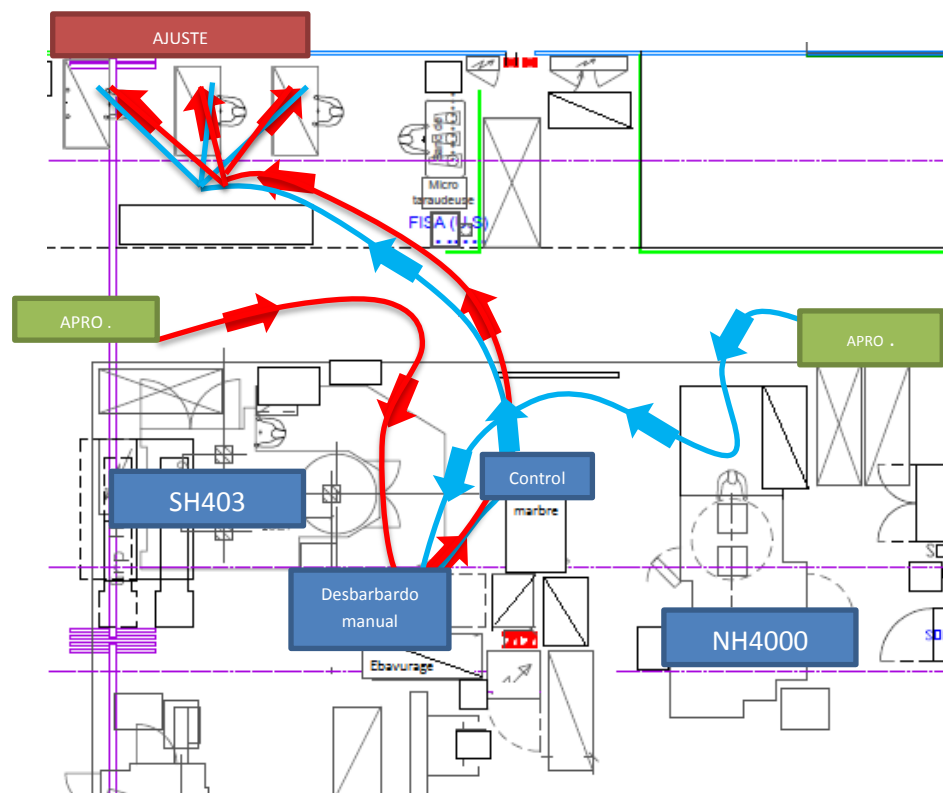 AJUSTE
Micro
taraudeuse
FISA (U.S)
APRO .
APRO .
Control
SH403
marbre
Desbarbardo
manual
NH4000
Ebavurage